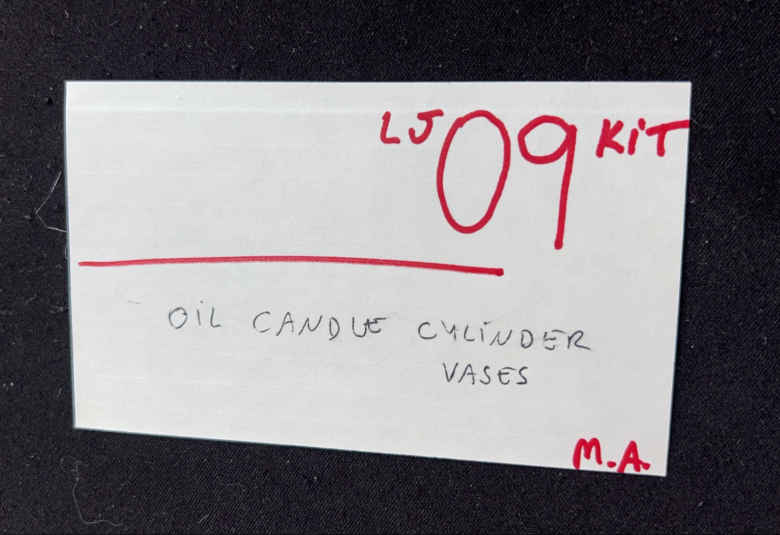 LJ 09 KiT
OiL CANDLE CYLiNDER
VASES
M.A.